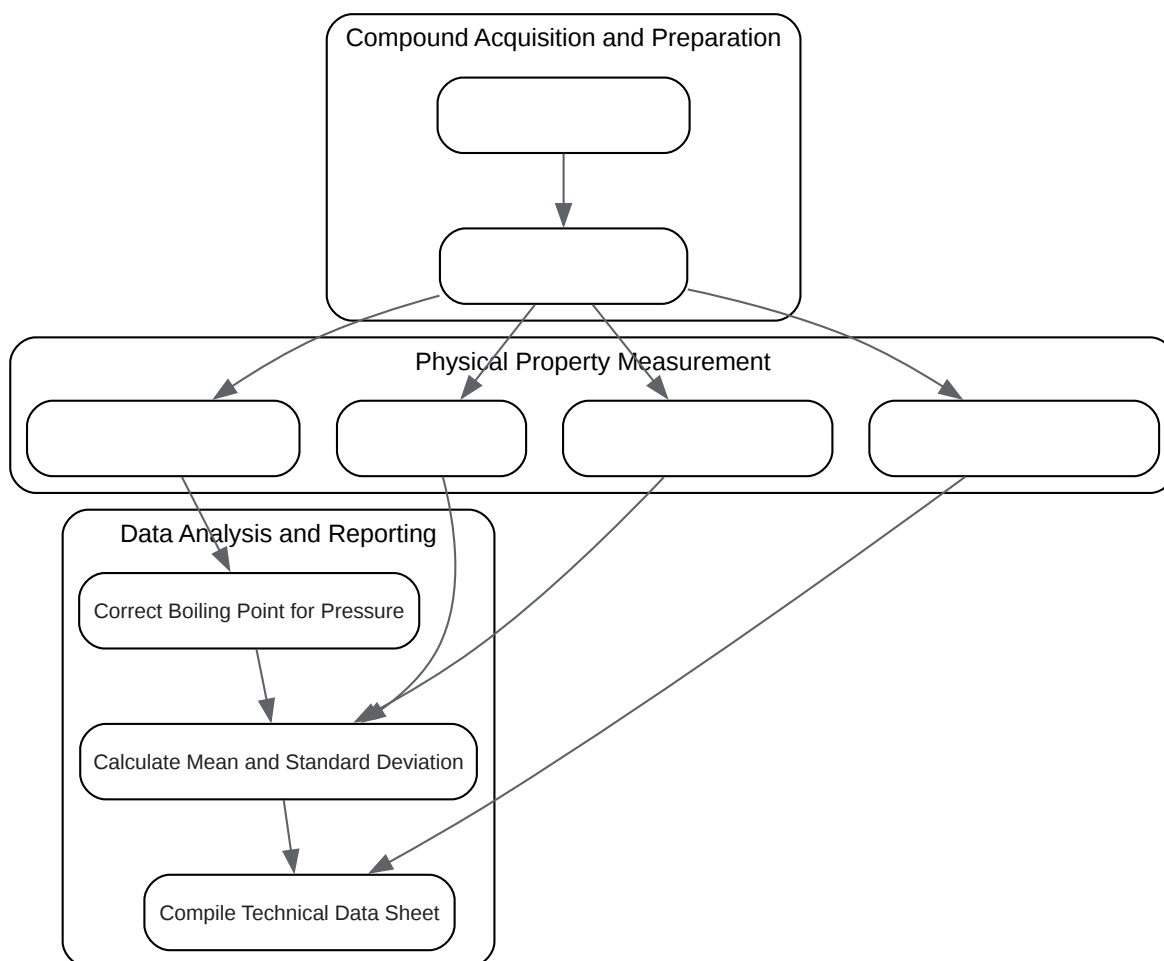 Compound Acquisition and Preparation
Physical Property Measurement
Data Analysis and Reporting
Correct Boiling Point for Pressure
Calculate Mean and Standard Deviation
Compile Technical Data Sheet